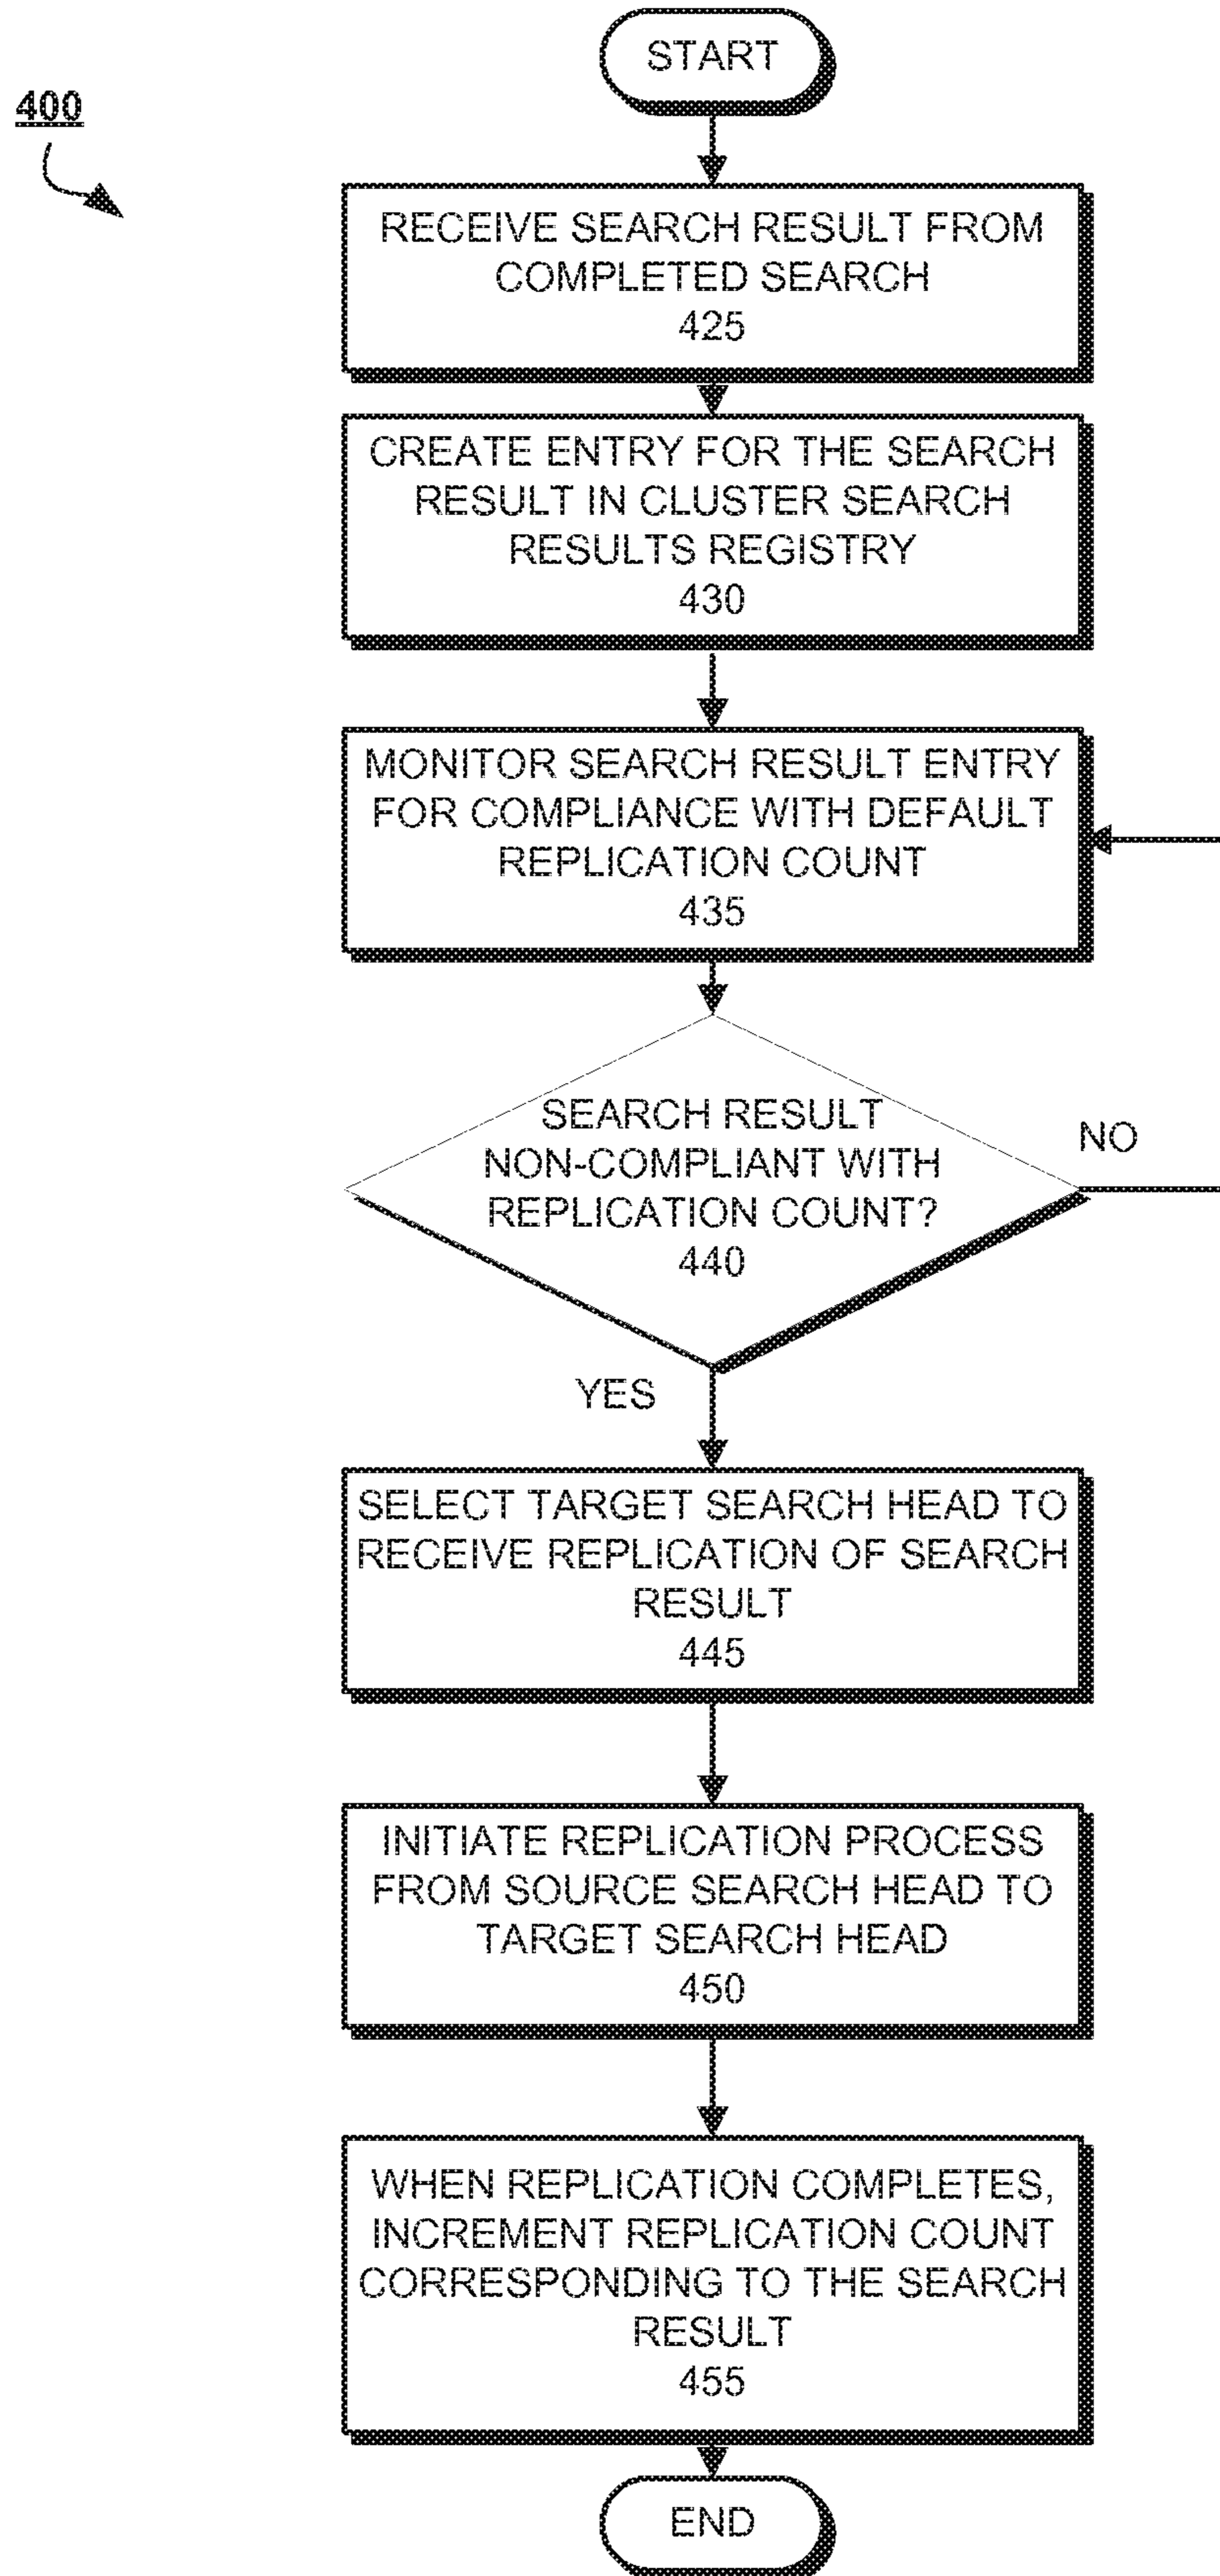 START
400
RECEIVE SEARCH RESULT FROM
COMPLETED SEARCH
425
CREATE ENTRY FOR THE SEARCH
RESULT IN CLUSTER SEARCH
RESULTS REGISTRY
430
MONITOR SEARCH RESULT ENTRY
FOR COMPLIANCE WITH DEFAULT
REPLICATION COUNT
435
SEARCH RESULT
NON-COMPLIANT WITH
REPLICATION COUNT?
440
NO
YES
SELECT TARGET SEARCH HEAD TO
RECEIVE REPLICATION OF SEARCH
RESULT
445
INITIATE REPLICATION PROCESS
FROM SOURCE SEARCH HEAD TO
TARGET SEARCH HEAD
450
WHEN REPLICATION COMPLETES,
INCREMENT REPLICATION COUNT
CORRESPONDING TO THE SEARCH
RESULT
455
END